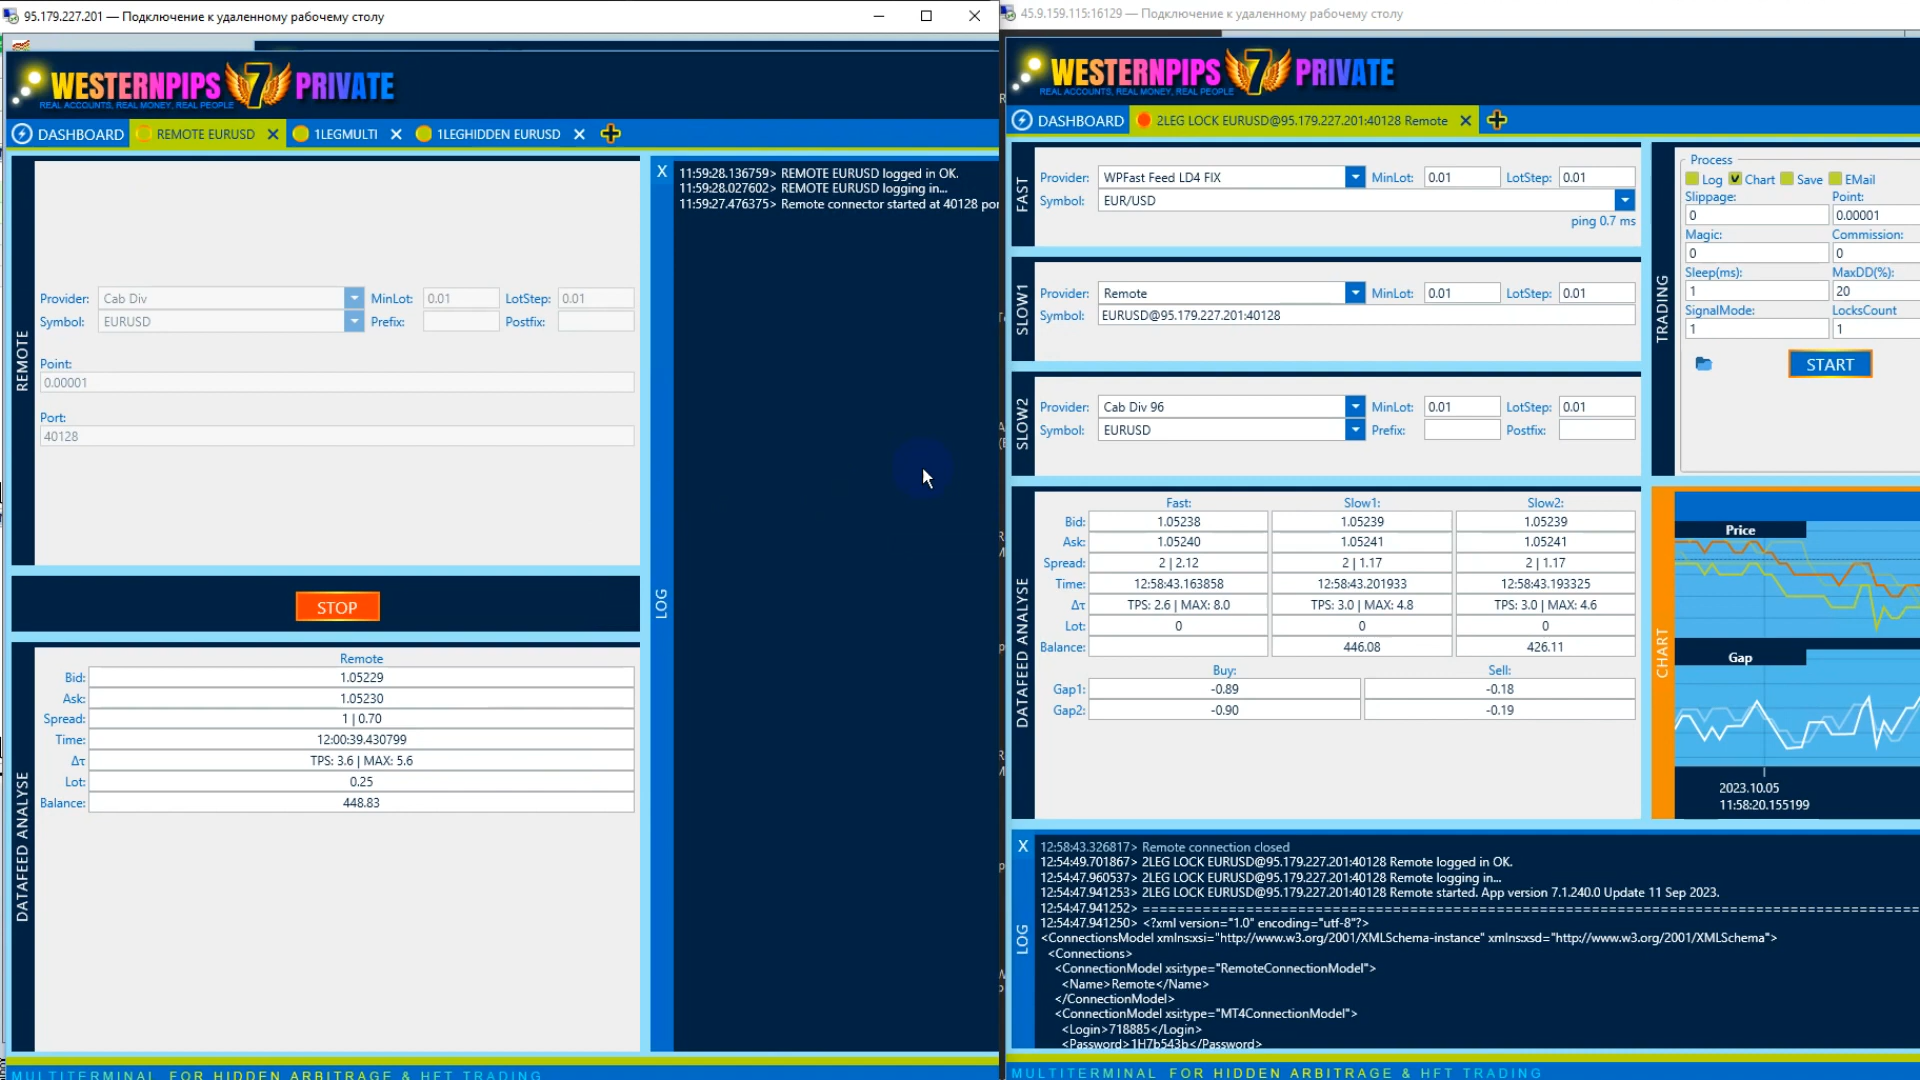 95.179.227.201 — Подключение к удаленному рабочему столу
WESTERNPIPS 7 PRIVATE
REAL ACCOUNTS, REAL MONEY, REAL PEOPLE
DASHBOARD
REMOTE EURUSD
1LEGMULTI
1LEGHIDDEN EURUSD
REMOTE
Provider: Cab Div MinLot: 0.01 LotStep: 0.01
Symbol: EURUSD Prefix: Postfix:
Point:
0.00001
Port:
40128
STOP
DATAFEED ANALYSE
Remote
Bid: 1.05229
Ask: 1.05230
Spread: 1 | 0.70
Time: 12:00:39.430799
Δτ TPS: 3.6 | MAX: 5.6
Lot: 0.25
Balance: 448.83
X
LOG
11:59:28.136759> REMOTE EURUSD logged in OK.
11:59:28.027602> REMOTE EURUSD logging in...
11:59:27.476375> Remote connector started at 40128 por
MULTITERMINAL FOR HIDDEN ARBITRAGE & HFT TRADING
45.9.159.115:16129 — Подключение к удаленному рабочему столу
WESTERNPIPS 7 PRIVATE
REAL ACCOUNTS, REAL MONEY, REAL PEOPLE
DASHBOARD
2LEG LOCK EURUSD@95.179.227.201:40128 Remote
FAST
Provider: WPFast Feed LD4 FIX MinLot: 0.01 LotStep: 0.01
Symbol: EUR/USD
ping 0.7 ms
SLOW1
Provider: Remote MinLot: 0.01 LotStep: 0.01
Symbol: EURUSD@95.179.227.201:40128
SLOW2
Provider: Cab Div 96 MinLot: 0.01 LotStep: 0.01
Symbol: EURUSD Prefix: Postfix:
TRADING
Process
Log Chart Save EMail
Slippage: Point:
0 0.00001
Magic: Commission:
0 0
Sleep(ms): MaxDD(%):
1 20
SignalMode: LocksCount
1 1
START
DATAFEED ANALYSE
Fast: Slow1: Slow2:
Bid: 1.05238 1.05239 1.05239
Ask: 1.05240 1.05241 1.05241
Spread: 2 | 2.12 2 | 1.17 2 | 1.17
Time: 12:58:43.163858 12:58:43.201933 12:58:43.193325
Δτ TPS: 2.6 | MAX: 8.0 TPS: 3.0 | MAX: 4.8 TPS: 3.0 | MAX: 4.6
Lot: 0 0 0
Balance: 446.08 426.11
Buy: Sell:
Gap1: -0.89 -0.18
Gap2: -0.90 -0.19
CHART
Price
Gap
2023.10.05
11:58:20.155199
X
LOG
12:58:43.326817> Remote connection closed
12:54:49.701867> 2LEG LOCK EURUSD@95.179.227.201:40128 Remote logged in OK.
12:54:47.960537> 2LEG LOCK EURUSD@95.179.227.201:40128 Remote logging in...
12:54:47.941253> 2LEG LOCK EURUSD@95.179.227.201:40128 Remote started. App version 7.1.240.0 Update 11 Sep 2023.
12:54:47.941252> ====================
12:54:47.941250> <?xml version="1.0" encoding="utf-8"?>
<ConnectionsModel xmlns:xsi="http://www.w3.org/2001/XMLSchema-instance" xmlns:xsd="http://www.w3.org/2001/XMLSchema">
<Connections>
<ConnectionModel xsi:type="RemoteConnectionModel">
<Name>Remote</Name>
</ConnectionModel>
<ConnectionModel xsi:type="MT4ConnectionModel">
<Login>718885</Login>
<Password>1H7b543b</Password>
MULTITERMINAL FOR HIDDEN ARBITRAGE & HFT TRADING